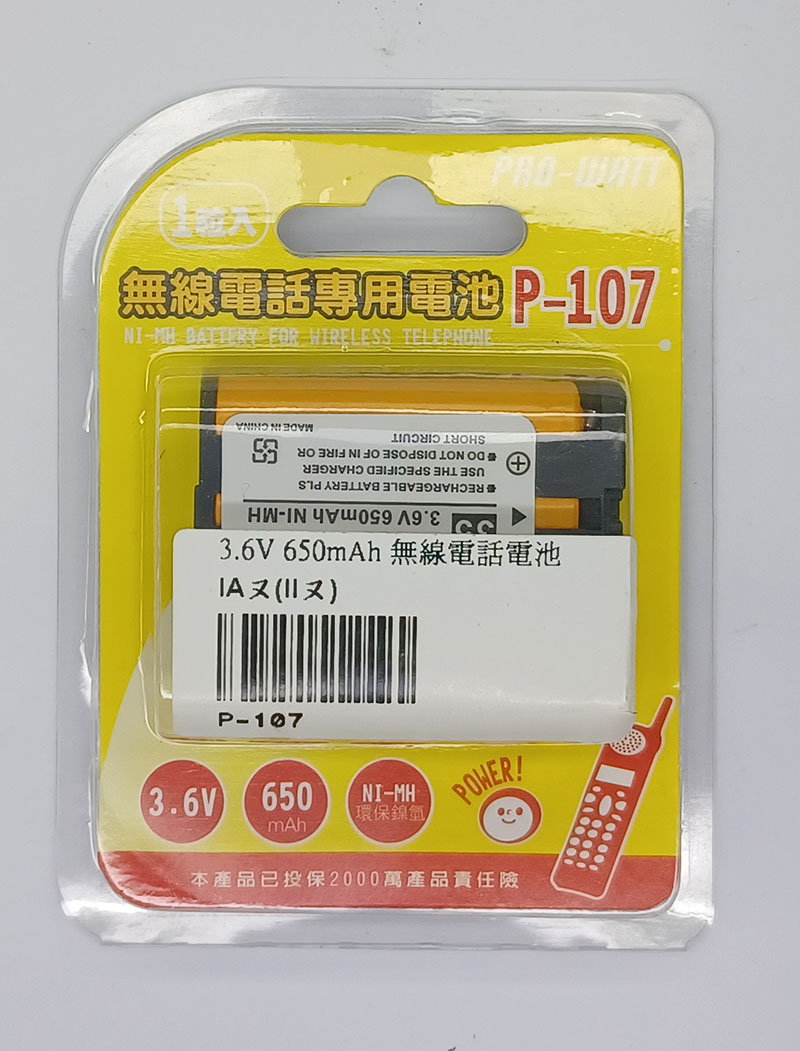 PRO-WATT
1顆入
無線電話專用電池 P-107
NI-MH BATTERY FOR WIRELESS TELEPHONE
3.6V 650mAh NI-MH
RECHARGEABLE BATTERY PLS
USE THE SPECIFIED CHARGER
DO NOT DISPOSE OF IN FIRE OR
SHORT CIRCUIT
MADE IN CHINA
3.6V 650mAh 無線電話電池
IAㄡ(IIㄡ)
P-107
3.6V
650
mAh
NI-MH
環保鎳氫
POWER!
本產品已投保2000萬產品責任險